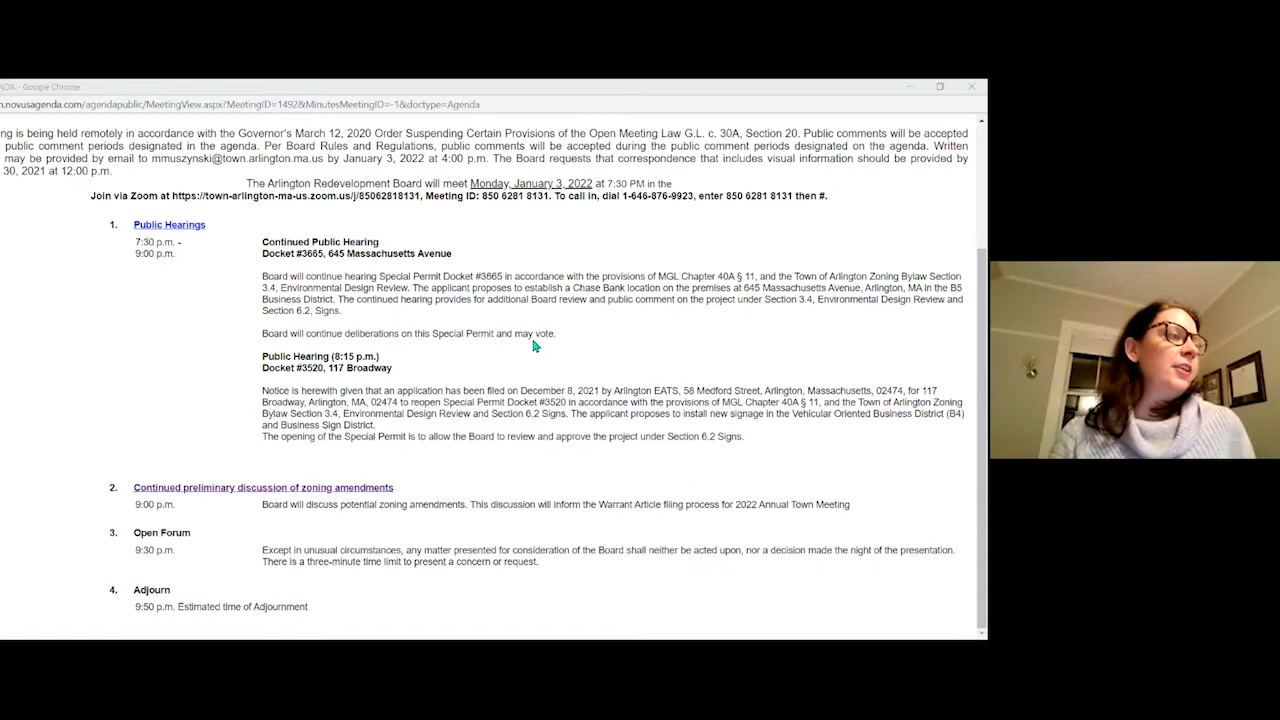 NDA - Google Chrome
n.novusagenda.com/agendapublic/MeetingView.aspx?MeetingID=1492&MinutesMeetingID=-1&doctype=Agenda
ng is being held remotely in accordance with the Governor's March 12, 2020 Order Suspending Certain Provisions of the Open Meeting Law G.L. c. 30A, Section 20. Public comments will be accepted
public comment periods designated in the agenda. Per Board Rules and Regulations, public comments will be accepted during the public comment periods designated on the agenda. Written
may be provided by email to mmuszynski@town.arlington.ma.us by January 3, 2022 at 4:00 p.m. The Board requests that correspondence that includes visual information should be provided by
30, 2021 at 12:00 p.m.
The Arlington Redevelopment Board will meet Monday, January 3, 2022 at 7:30 PM in the
Join via Zoom at https://town-arlington-ma-us.zoom.us/j/85062818131, Meeting ID: 850 6281 8131. To call in, dial 1-646-876-9923, enter 850 6281 8131 then #.
1. Public Hearings
7:30 p.m. - Continued Public Hearing
9:00 p.m. Docket #3665, 645 Massachusetts Avenue
Board will continue hearing Special Permit Docket #3665 in accordance with the provisions of MGL Chapter 40A § 11, and the Town of Arlington Zoning Bylaw Section
3.4, Environmental Design Review. The applicant proposes to establish a Chase Bank location on the premises at 645 Massachusetts Avenue, Arlington, MA in the B5
Business District. The continued hearing provides for additional Board review and public comment on the project under Section 3.4, Environmental Design Review and
Section 6.2, Signs.
Board will continue deliberations on this Special Permit and may vote.
Public Hearing (8:15 p.m.)
Docket #3520, 117 Broadway
Notice is herewith given that an application has been filed on December 8, 2021 by Arlington EATS, 58 Medford Street, Arlington, Massachusetts, 02474, for 117
Broadway, Arlington, MA, 02474 to reopen Special Permit Docket #3520 in accordance with the provisions of MGL Chapter 40A § 11, and the Town of Arlington Zoning
Bylaw Section 3.4, Environmental Design Review and Section 6.2 Signs. The applicant proposes to install new signage in the Vehicular Oriented Business District (B4)
and Business Sign District.
The opening of the Special Permit is to allow the Board to review and approve the project under Section 6.2 Signs.
2. Continued preliminary discussion of zoning amendments
9:00 p.m. Board will discuss potential zoning amendments. This discussion will inform the Warrant Article filing process for 2022 Annual Town Meeting
3. Open Forum
9:30 p.m. Except in unusual circumstances, any matter presented for consideration of the Board shall neither be acted upon, nor a decision made the night of the presentation.
There is a three-minute time limit to present a concern or request.
4. Adjourn
9:50 p.m. Estimated time of Adjournment